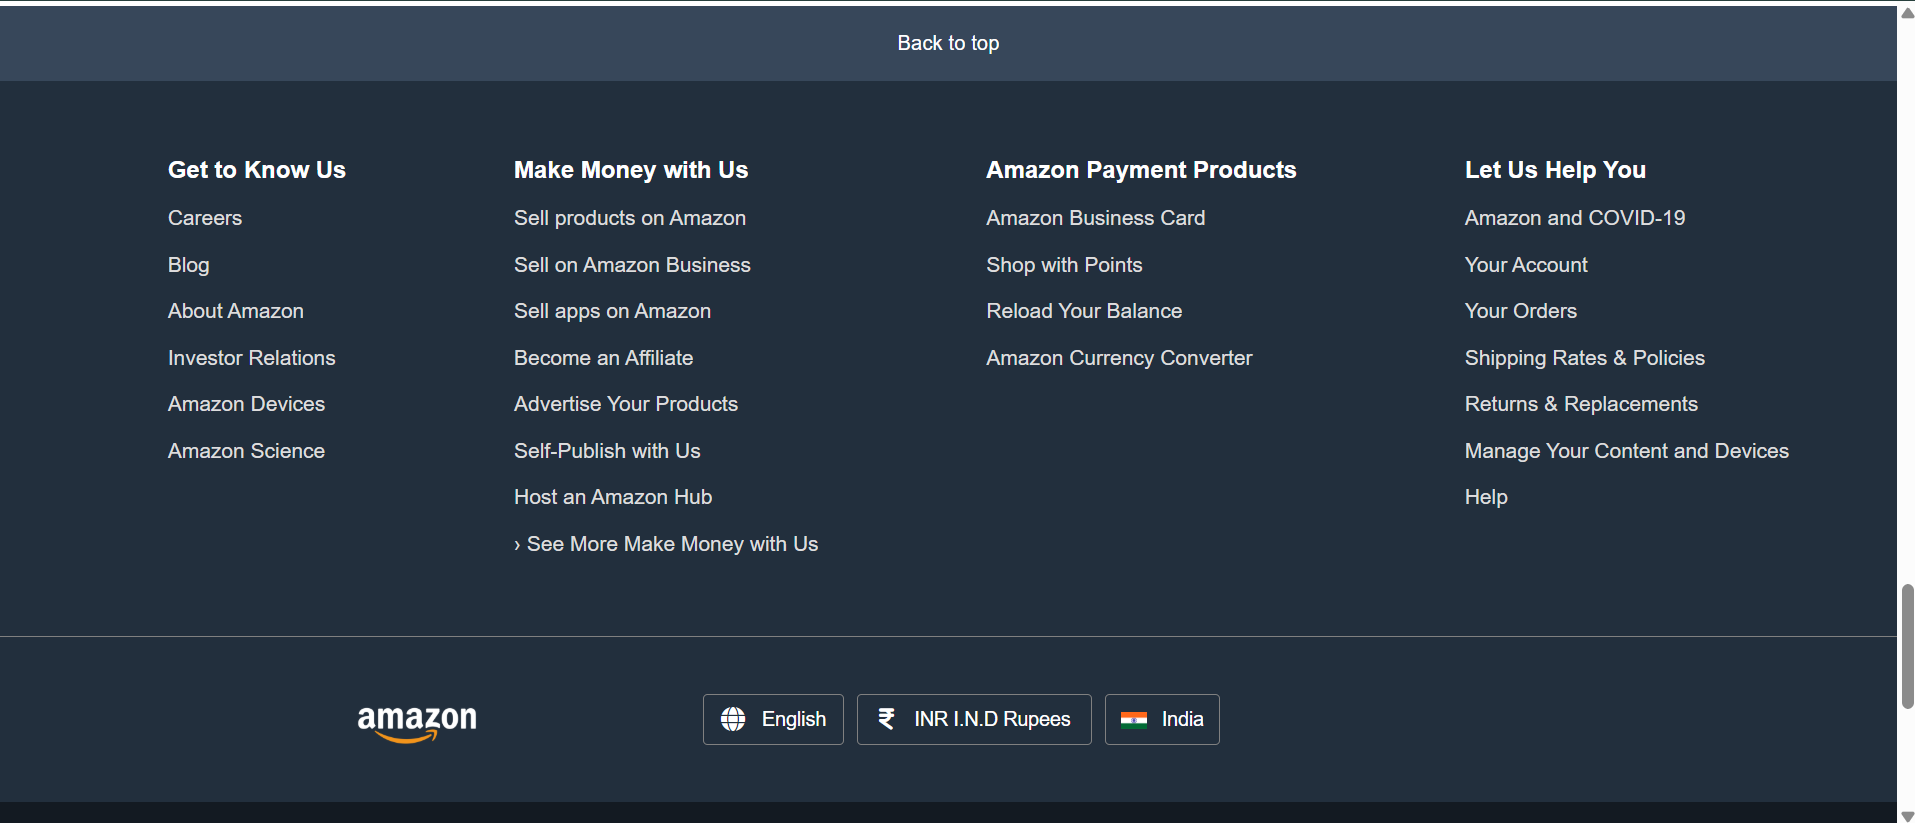 Back to top
Get to Know Us
Careers
Blog
About Amazon
Investor Relations
Amazon Devices
Amazon Science
Make Money with Us
Sell products on Amazon
Sell on Amazon Business
Sell apps on Amazon
Become an Affiliate
Advertise Your Products
Self-Publish with Us
Host an Amazon Hub
› See More Make Money with Us
Amazon Payment Products
Amazon Business Card
Shop with Points
Reload Your Balance
Amazon Currency Converter
Let Us Help You
Amazon and COVID-19
Your Account
Your Orders
Shipping Rates & Policies
Returns & Replacements
Manage Your Content and Devices
Help
amazon
English
₹ INR I.N.D Rupees
India